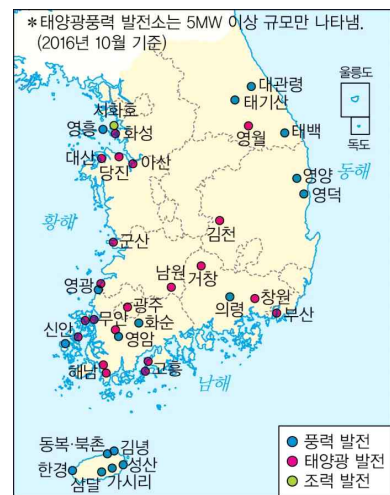 *태양광풍력 발전소는 5MW 이상 규모만 나타냄.
(2016년 10월 기준)
대관령
울릉도
태기산
시화호
영흥
화성
영월
태백
독도
대산
당진
아산
영양
동해
영덕
황해
군산
김천
영광
남원
거창
광주
의령
창원
무안
화순
부산
신안
영암
해남
고흥
남해
동복·북촌
김녕
한경
성산
삼달
가시리
풍력 발전
태양광 발전
조력 발전